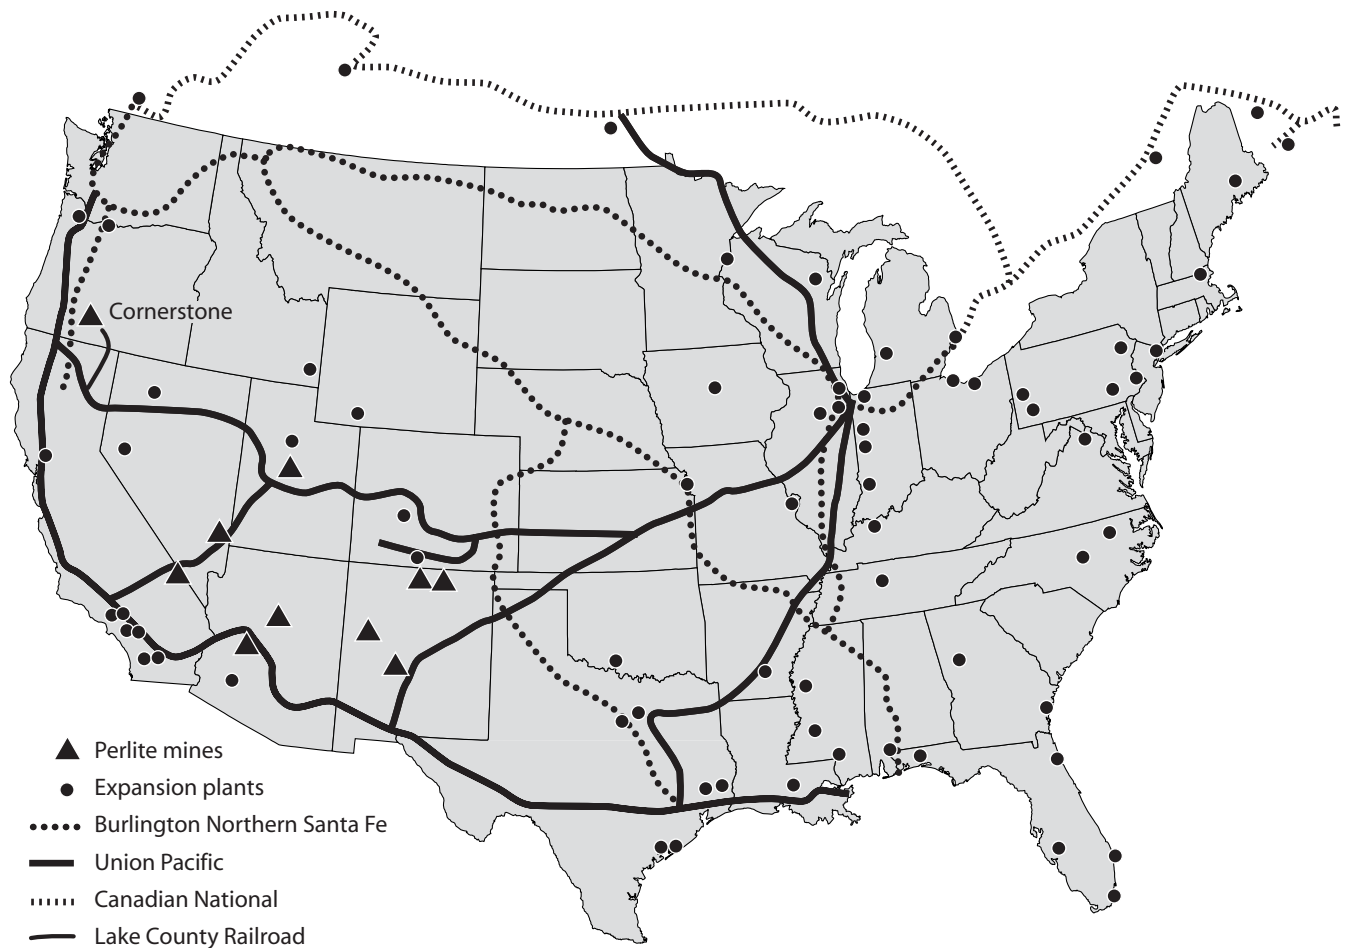 Cornerstone
Perlite mines
Expansion plants
Burlington Northern Santa Fe
Union Pacific
Canadian National
Lake County Railroad